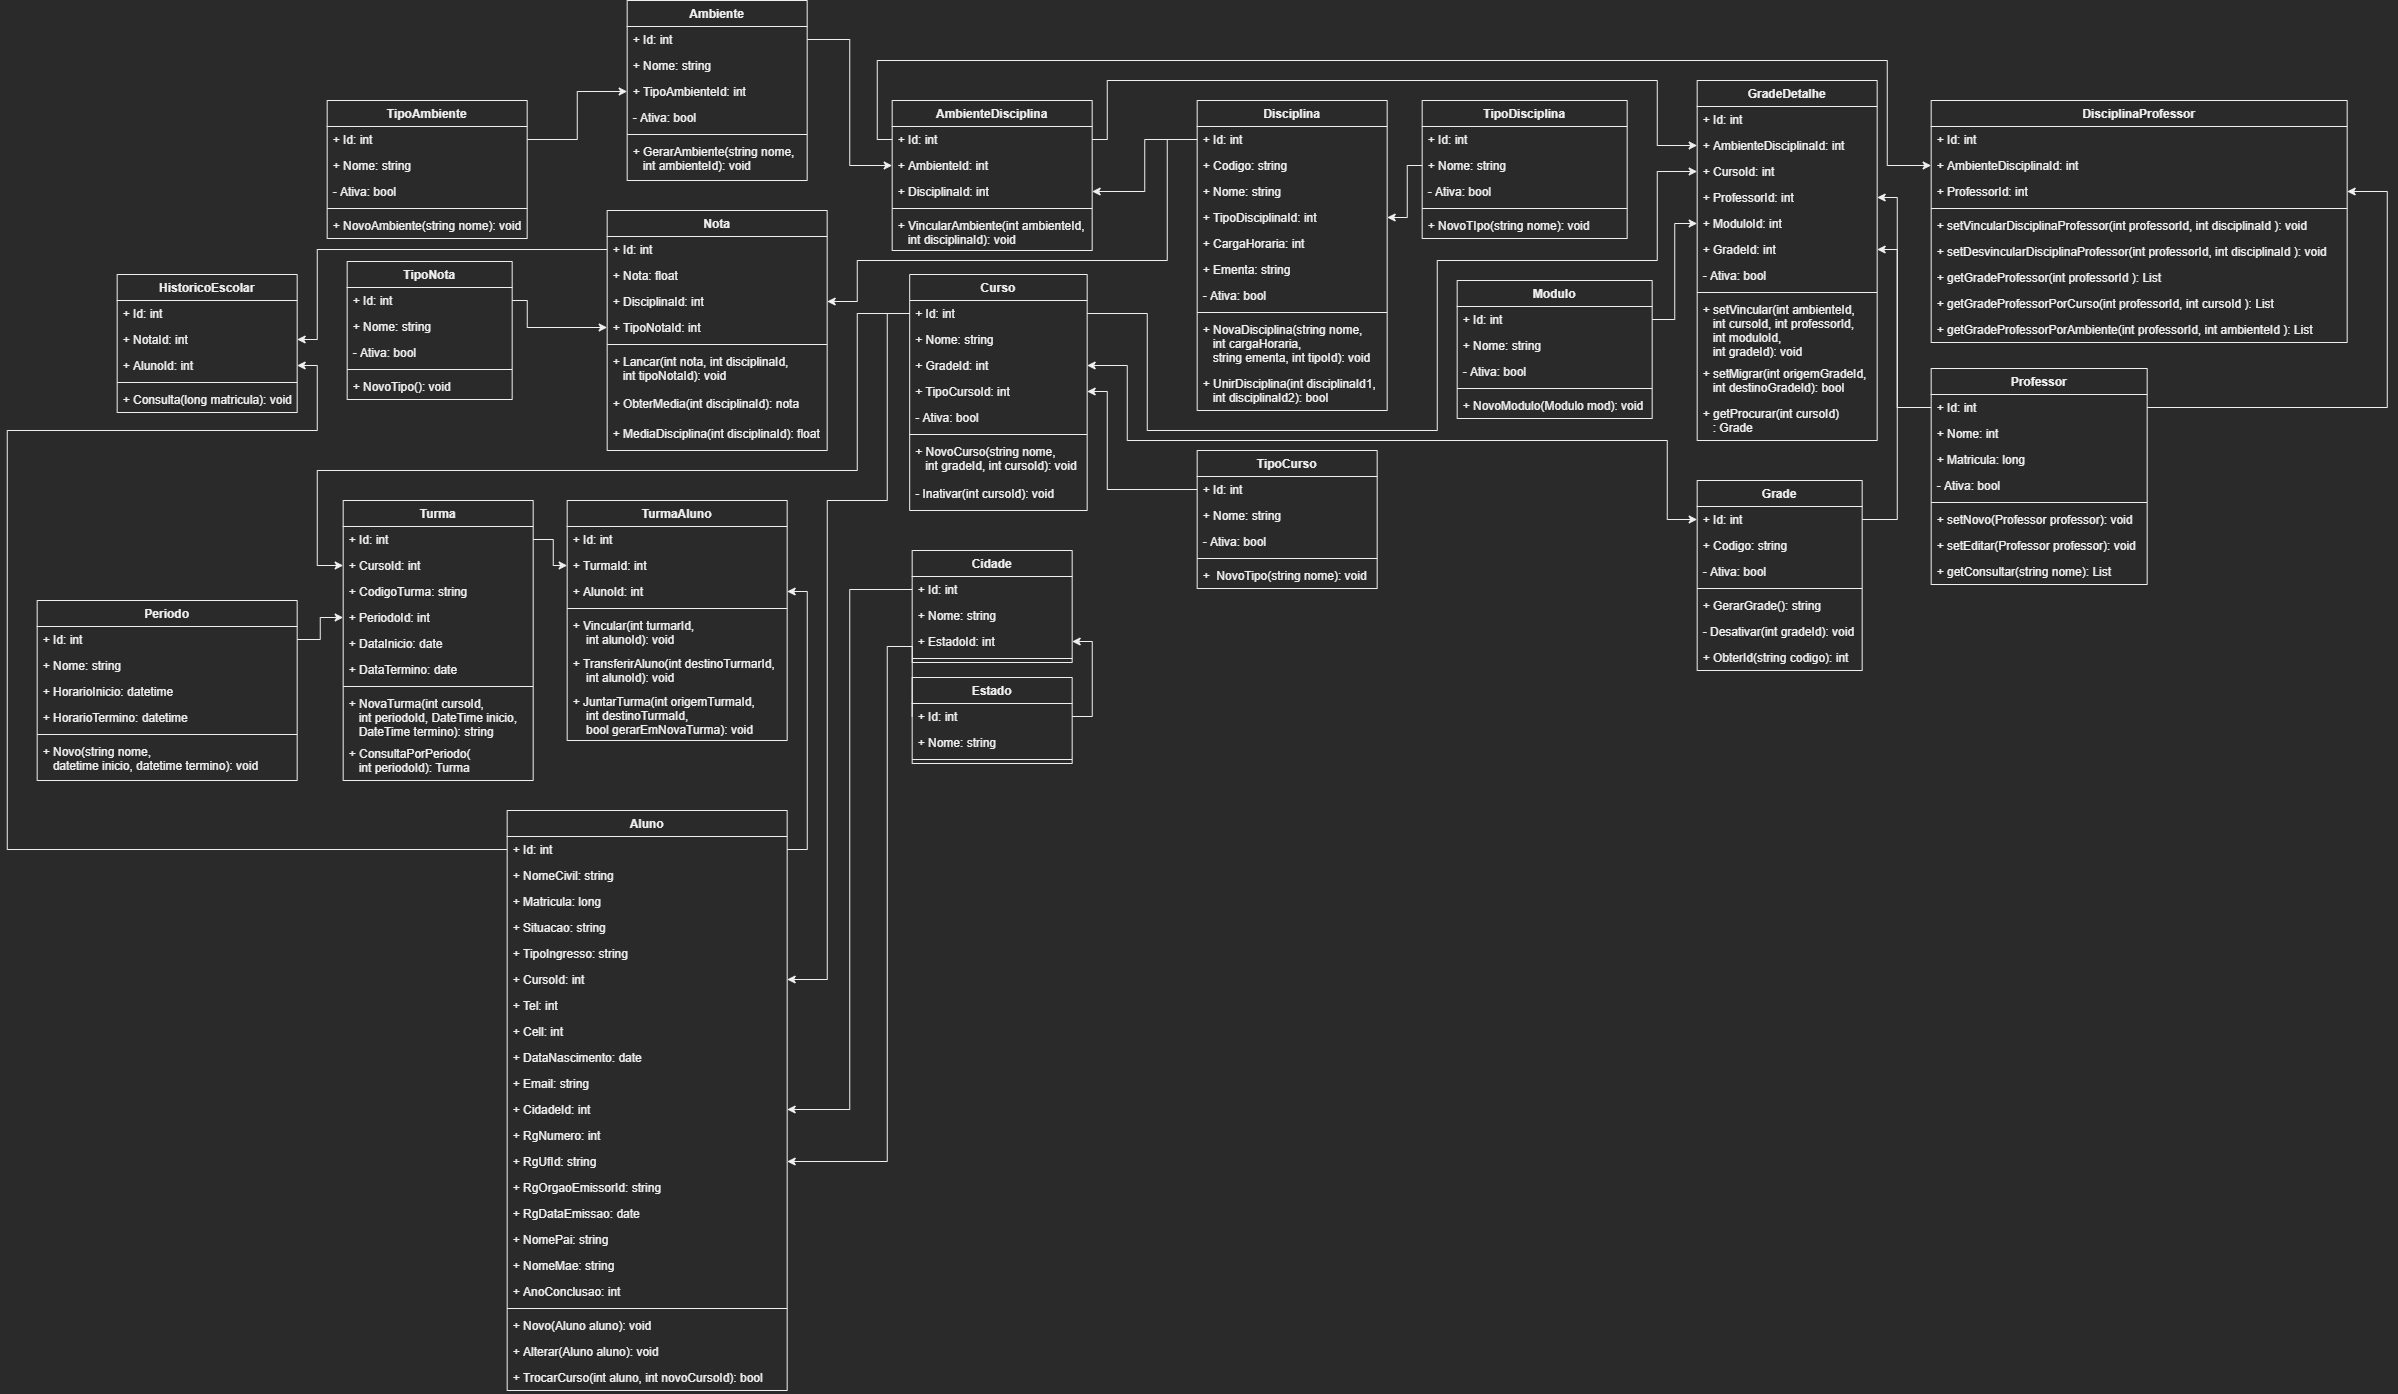 Ambiente
+ Id: int
+ Nome: string
+ TipoAmbienteId: int
- Ativa: bool
+ GerarAmbiente(string nome,
int ambienteId): void
TipoAmbiente
+ Id: int
+ Nome: string
- Ativa: bool
+ NovoAmbiente(string nome): void
AmbienteDisciplina
+ Id: int
+ AmbienteId: int
+ DisciplinaId: int
+ VincularAmbiente(int ambienteId,
int disciplinaId): void
Disciplina
+ Id: int
+ Codigo: string
+ Nome: string
+ TipoDisciplinaId: int
+ CargaHoraria: int
+ Ementa: string
- Ativa: bool
+ NovaDisciplina(string nome,
int cargaHoraria,
string ementa, int tipoId): void
+ UnirDisciplina(int disciplinaId1,
int disciplinaId2): bool
TipoDisciplina
+ Id: int
+ Nome: string
- Ativa: bool
+ NovoTIpo(string nome): void
GradeDetalhe
+ Id: int
+ AmbienteDisciplinaId: int
+ CursoId: int
+ ProfessorId: int
+ ModuloId: int
+ GradeId: int
- Ativa: bool
+ setVincular(int ambienteId,
int cursoId, int professorId,
int moduloId,
int gradeId): void
+ setMigrar(int origemGradeId,
int destinoGradeId): bool
+ getProcurar(int cursoId)
: Grade
DisciplinaProfessor
+ Id: int
+ AmbienteDisciplinaId: int
+ ProfessorId: int
+ setVincularDisciplinaProfessor(int professorId, int disciplinaId ): void
+ setDesvincularDisciplinaProfessor(int professorId, int disciplinaId ): void
+ getGradeProfessor(int professorId ): List
+ getGradeProfessorPorCurso(int professorId, int cursoId ): List
+ getGradeProfessorPorAmbiente(int professorId, int ambienteId ): List
Nota
+ Id: int
+ Nota: float
+ DisciplinaId: int
+ TipoNotaId: int
+ Lancar(int nota, int disciplinaId,
int tipoNotaId): void
+ ObterMedia(int disciplinaId): nota
+ MediaDisciplina(int disciplinaId): float
HistoricoEscolar
+ Id: int
+ NotaId: int
+ AlunoId: int
+ Consulta(long matricula): void
TipoNota
+ Id: int
+ Nome: string
- Ativa: bool
+ NovoTipo(): void
Curso
+ Id: int
+ Nome: string
+ GradeId: int
+ TipoCursoId: int
- Ativa: bool
+ NovoCurso(string nome,
int gradeId, int cursoId): void
- Inativar(int cursoId): void
Modulo
+ Id: int
+ Nome: string
- Ativa: bool
+ NovoModulo(Modulo mod): void
Professor
+ Id: int
+ Nome: int
+ Matricula: long
- Ativa: bool
+ setNovo(Professor professor): void
+ setEditar(Professor professor): void
+ getConsultar(string nome): List
TipoCurso
+ Id: int
+ Nome: string
- Ativa: bool
+ NovoTipo(string nome): void
Grade
+ Id: int
+ Codigo: string
- Ativa: bool
+ GerarGrade(): string
- Desativar(int gradeId): void
+ ObterId(string codigo): int
Turma
+ Id: int
+ CursoId: int
+ CodigoTurma: string
+ PeriodoId: int
+ DataInicio: date
+ DataTermino: date
+ NovaTurma(int cursoId,
int periodoId, DateTime inicio,
DateTime termino): string
+ ConsultaPorPeriodo(
int periodoId): Turma
TurmaAluno
+ Id: int
+ TurmaId: int
+ AlunoId: int
+ Vincular(int turmarId,
int alunoId): void
+ TransferirAluno(int destinoTurmarId,
int alunoId): void
+ JuntarTurma(int origemTurmaId,
int destinoTurmaId,
bool gerarEmNovaTurma): void
Cidade
+ Id: int
+ Nome: string
+ EstadoId: int
Periodo
+ Id: int
+ Nome: string
+ HorarioInicio: datetime
+ HorarioTermino: datetime
+ Novo(string nome,
datetime inicio, datetime termino): void
Estado
+ Id: int
+ Nome: string
Aluno
+ Id: int
+ NomeCivil: string
+ Matricula: long
+ Situacao: string
+ TipoIngresso: string
+ CursoId: int
+ Tel: int
+ Cell: int
+ DataNascimento: date
+ Email: string
+ CidadeId: int
+ RgNumero: int
+ RgUfId: string
+ RgOrgaoEmissorId: string
+ RgDataEmissao: date
+ NomePai: string
+ NomeMae: string
+ AnoConclusao: int
+ Novo(Aluno aluno): void
+ Alterar(Aluno aluno): void
+ TrocarCurso(int aluno, int novoCursoId): bool